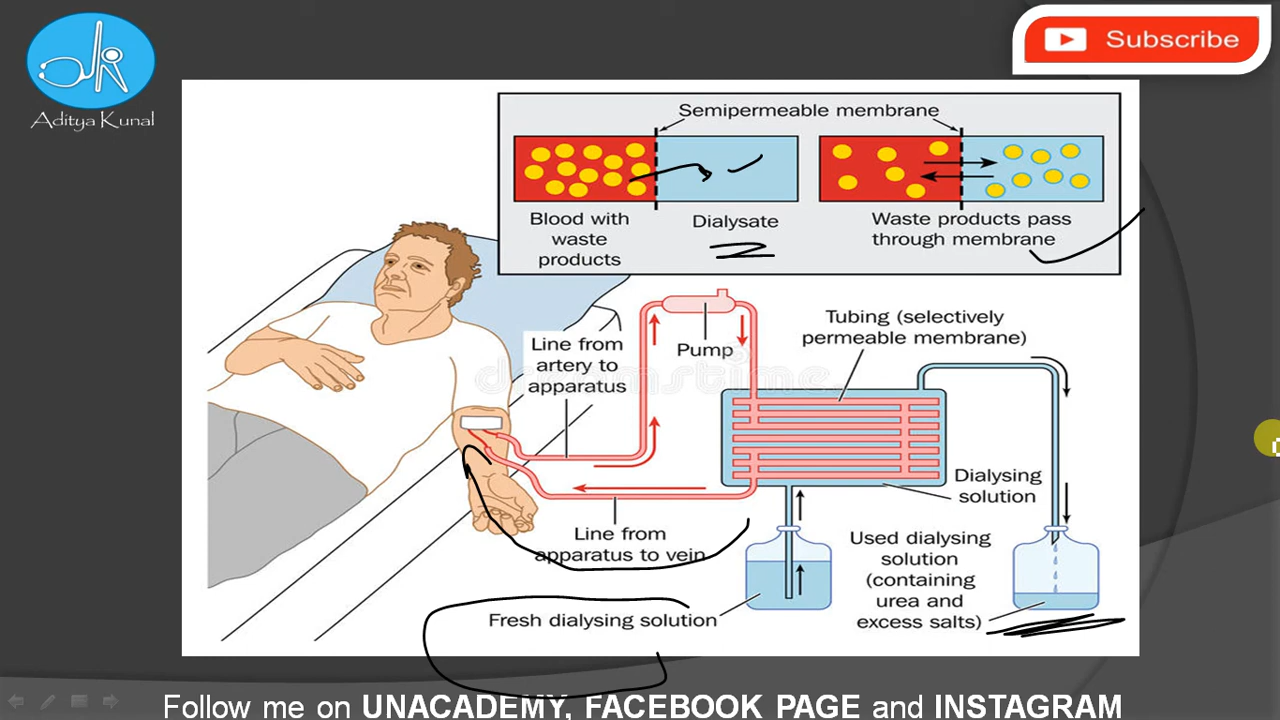 Aditya Kunal
Subscribe
Semipermeable membrane
Blood with
waste
products
Dialysate
Waste products pass
through membrane
Line from
artery to
apparatus
Pump
Tubing (selectively
permeable membrane)
dreamstime.
Dialysing
solution
Line from
apparatus to vein
Used dialysing
solution
(containing
urea and
excess salts)
Fresh dialysing solution
Follow me on UNACADEMY, FACEBOOK PAGE and INSTAGRAM